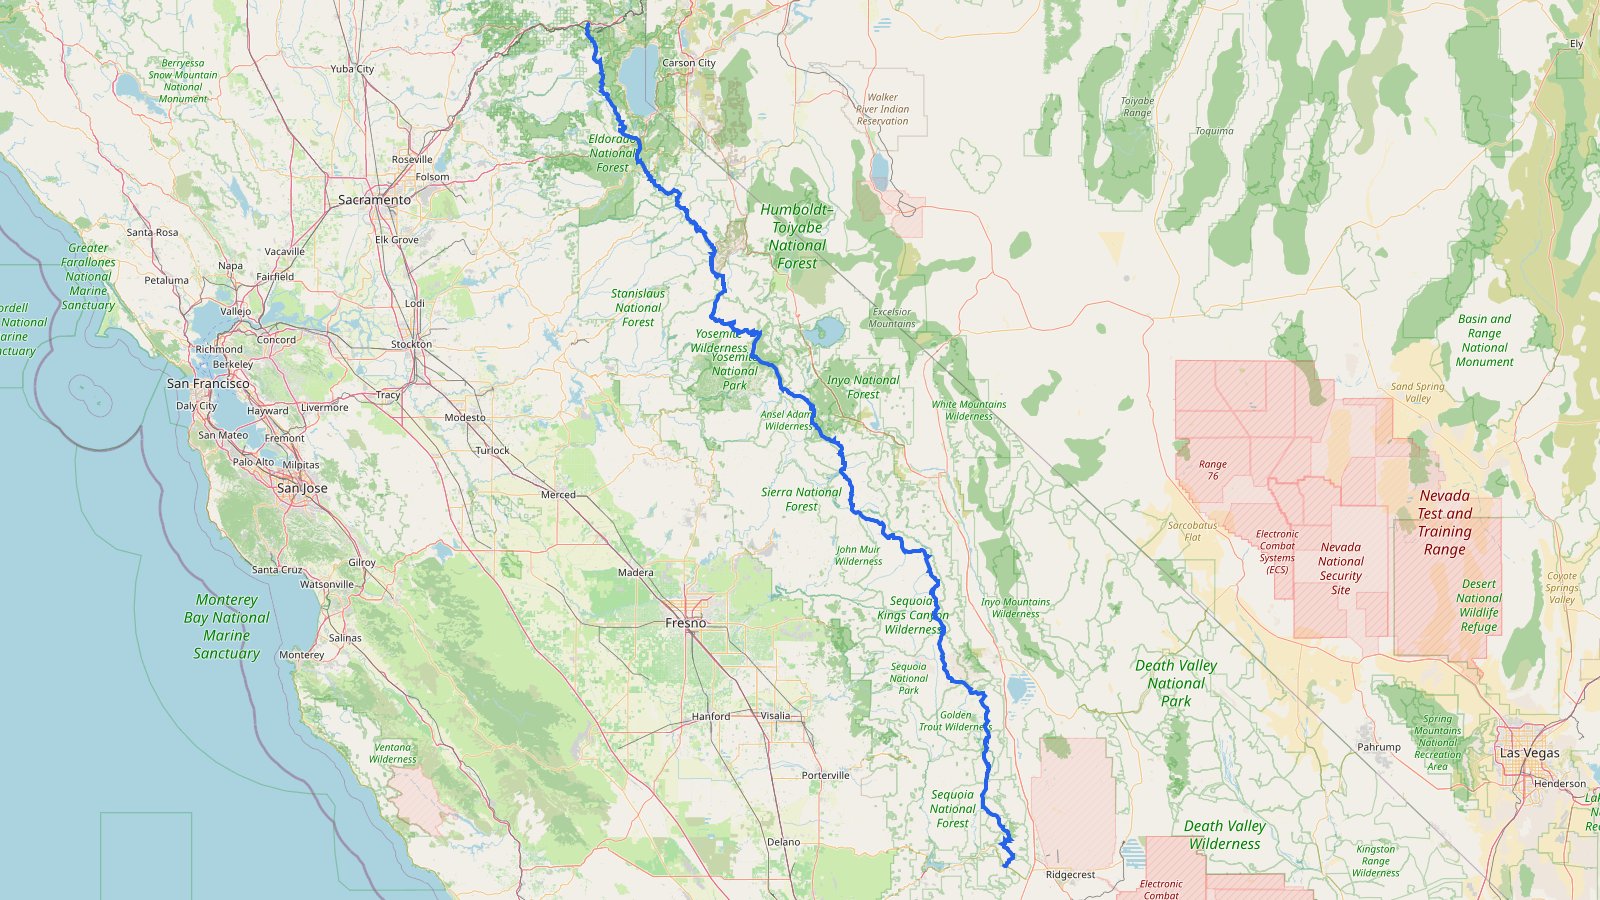 Ely
Yuba City
Carson City
Berryessa
Snow Mountain
National
Monument
Walker
River Indian
Reservation
Toiyabe
Range
Toquima
Roseville
Folsom
Eldorado
National
Forest
Sacramento
Elk Grove
Santa Rosa
Humboldt–
Toiyabe
National
Forest
Greater
Farallones
National
Marine
Sanctuary
Vacaville
Napa
Fairfield
Petaluma
Vallejo
Lodi
Stanislaus
National
Forest
ordell
National
arine
nctuary
Excelsior
Mountains
Basin and
Range
National
Monument
Concord
Richmond
Berkeley
Stockton
Yosemite
Wilderness
Yosemite
National
Park
San Francisco
Daly City
Hayward
Livermore
Tracy
Inyo National
Forest
Sand Spring
Valley
White Mountains
Wilderness
Ansel Adams
Wilderness
Modesto
San Mateo
Fremont
Turlock
Palo Alto
Milpitas
San Jose
Range
76
Merced
Sierra National
Forest
Nevada
Test and
Training
Range
Sarcobatus
Flat
Electronic
Combat
Systems
(ECS)
Nevada
National
Security
Site
John Muir
Wilderness
Gilroy
Santa Cruz
Watsonville
Madera
Coyote
Springs
Valley
Desert
National
Wildlife
Refuge
Monterey
Bay National
Marine
Sanctuary
Fresno
Sequoia-
Kings Canyon
Wilderness
Inyo Mountains
Wilderness
Salinas
Monterey
Sequoia
National
Park
Death Valley
National
Park
Hanford
Visalia
Golden
Trout Wilderness
Spring
Mountains
National
Recreation
Area
Ventana
Wilderness
Pahrump
Las Vegas
Porterville
Henderson
Sequoia
National
Forest
Death Valley
Wilderness
Delano
Kingston
Range
Wilderness
Ridgecrest
Electronic
Combat